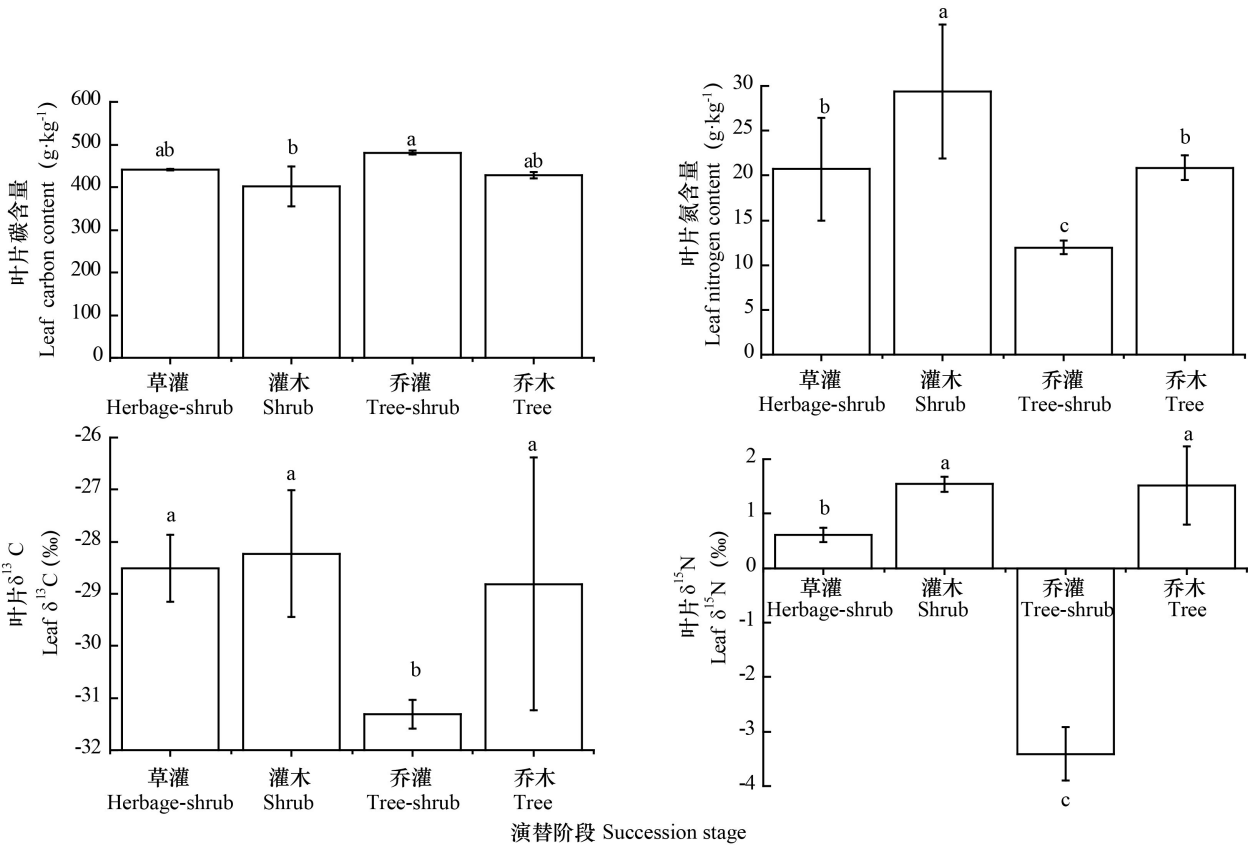 叶片碳含量
Leaf carbon content (g·kg⁻¹)
600
500
400
300
200
100
0
ab
b
a
ab
草灌
灌木
乔灌
乔木
Herbage-shrub
Shrub
Tree-shrub
Tree
叶片氮含量
Leaf nitrogen content (g·kg⁻¹)
30
25
20
15
10
5
0
b
a
c
b
草灌
灌木
乔灌
乔木
Herbage-shrub
Shrub
Tree-shrub
Tree
叶片δ¹³ C
Leaf δ¹³C (‰)
-26
-27
-28
-29
-30
-31
-32
a
a
b
a
草灌
灌木
乔灌
乔木
Herbage-shrub
Shrub
Tree-shrub
Tree
叶片δ¹⁵N
Leaf δ¹⁵N (‰)
2
1
0
-1
-2
-3
-4
b
a
c
a
草灌
灌木
乔灌
乔木
Herbage-shrub
Shrub
Tree-shrub
Tree
演替阶段 Succession stage